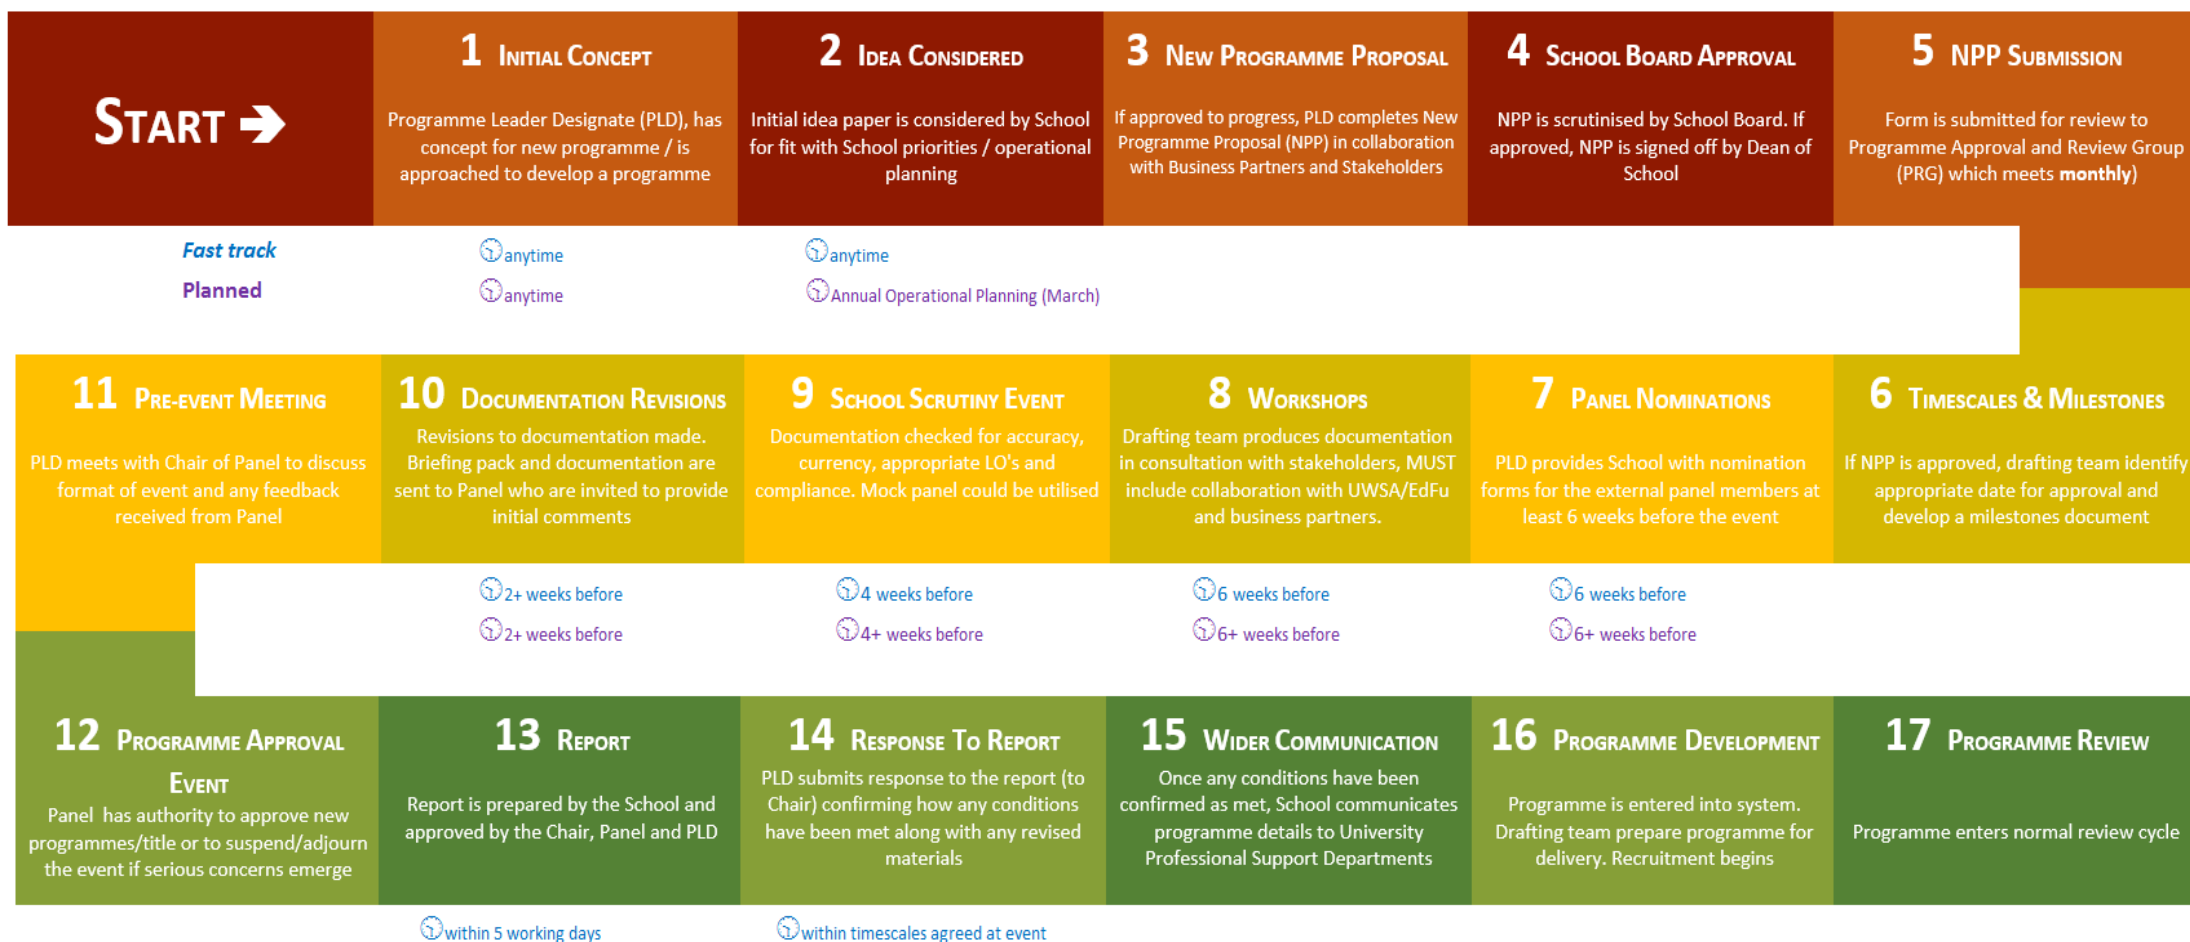 START ➔
1 INITIAL CONCEPT
Programme Leader Designate (PLD), has
concept for new programme / is
approached to develop a programme
2 IDEA CONSIDERED
Initial idea paper is considered by School
for fit with School priorities / operational
planning
3 NEW PROGRAMME PROPOSAL
If approved to progress, PLD completes New
Programme Proposal (NPP) in collaboration
with Business Partners and Stakeholders
4 SCHOOL BOARD APPROVAL
NPP is scrutinised by School Board. If
approved, NPP is signed off by Dean of
School
5 NPP SUBMISSION
Form is submitted for review to
Programme Approval and Review Group
(PRG) which meets monthly)
Fast track
anytime
anytime
Planned
anytime
Annual Operational Planning (March)
6 TIMESCALES & MILESTONES
If NPP is approved, drafting team identify
appropriate date for approval and
develop a milestones document
7 PANEL NOMINATIONS
PLD provides School with nomination
forms for the external panel members at
least 6 weeks before the event
8 WORKSHOPS
Drafting team produces documentation
in consultation with stakeholders, MUST
include collaboration with UWSA/EdFu
and business partners.
9 SCHOOL SCRUTINY EVENT
Documentation checked for accuracy,
currency, appropriate LO's and
compliance. Mock panel could be utilised
10 DOCUMENTATION REVISIONS
Revisions to documentation made.
Briefing pack and documentation are
sent to Panel who are invited to provide
initial comments
11 PRE-EVENT MEETING
PLD meets with Chair of Panel to discuss
format of event and any feedback
received from Panel
2+ weeks before
4 weeks before
6 weeks before
6 weeks before
2+ weeks before
4+ weeks before
6+ weeks before
6+ weeks before
12 PROGRAMME APPROVAL
EVENT
Panel has authority to approve new
programmes/title or to suspend/adjourn
the event if serious concerns emerge
13 REPORT
Report is prepared by the School and
approved by the Chair, Panel and PLD
14 RESPONSE TO REPORT
PLD submits response to the report (to
Chair) confirming how any conditions
have been met along with any revised
materials
15 WIDER COMMUNICATION
Once any conditions have been
confirmed as met, School communicates
programme details to University
Professional Support Departments
16 PROGRAMME DEVELOPMENT
Programme is entered into system.
Drafting team prepare programme for
delivery. Recruitment begins
17 PROGRAMME REVIEW
Programme enters normal review cycle
within 5 working days
within timescales agreed at event